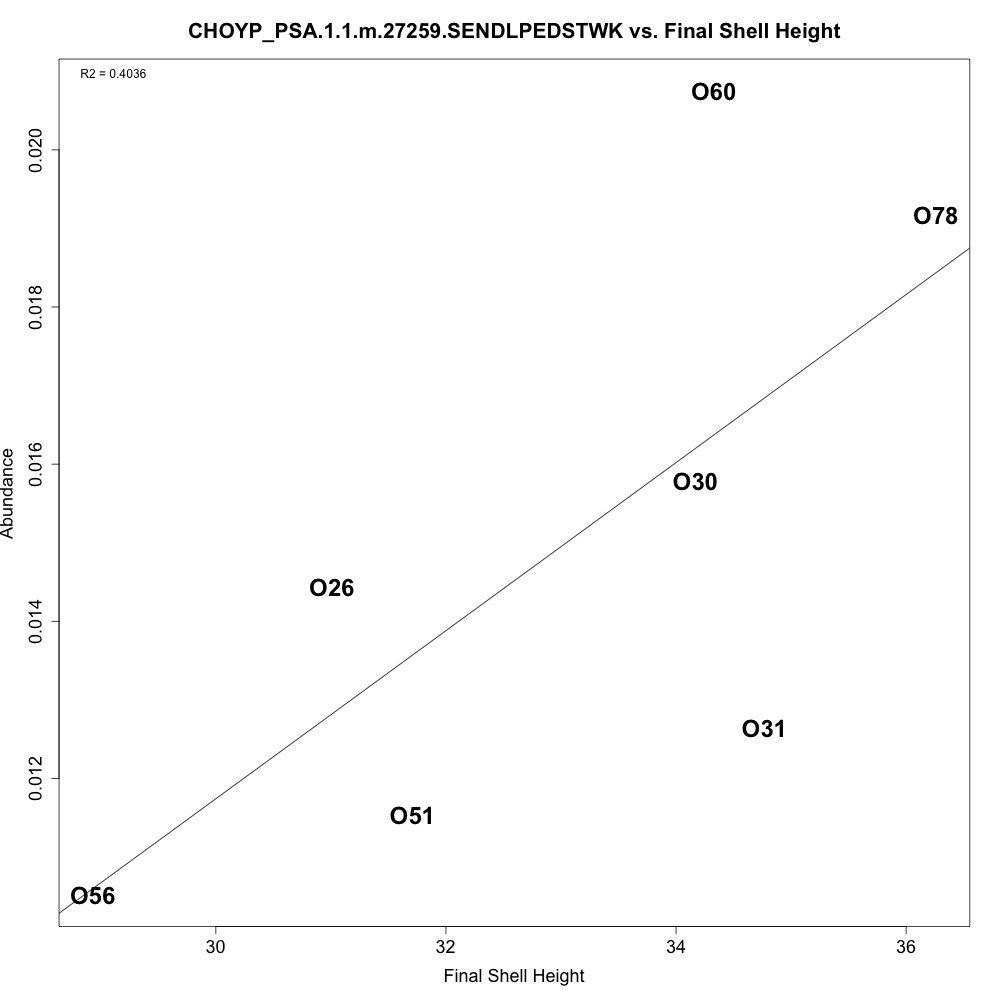 CHOYP_PSA.1.1.m.27259.SENDLPEDSTWK vs. Final Shell Height
R2 = 0.4036
O60
0.020
O78
0.018
0.016
O30
Abundance
O26
0.014
O31
0.012
O51
O56
30 32 34 36
Final Shell Height